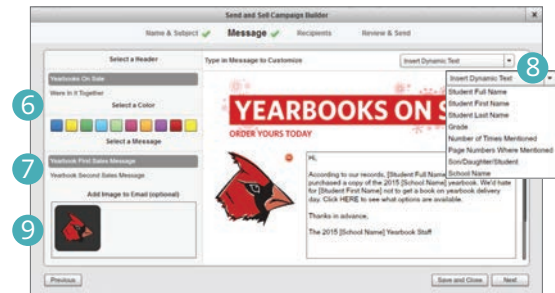 Send and Sell Campaign Builder
x
Name & Subject Message Recipients Review & Send
Select a Header
Yearbooks On Sale
Were In It Together
Select a Color
Select a Message
Yearbook First Sales Message
Yearbook Second Sales Message
Add Image to Email (optional)
6
7
9
Type in Message to Customize
Insert Dynamic Text
8
Insert Dynamic Text
Student Full Name
Student First Name
Student Last Name
Grade
Number of Times Mentioned
Page Numbers Where Mentioned
Son/Daughter/Student
School Name
YEARBOOKS ON S
ORDER YOURS TODAY
Hi,
According to our records, [Student Full Name
purchased a copy of the 2015 [School Name] yearbook. We'd hate
for [Student First Name] not to get a book on yearbook delivery
day. Click HERE to see what options are available.
Thanks in advance,
The 2015 [School Name] Yearbook Staff
Previous
Save and Close
Next